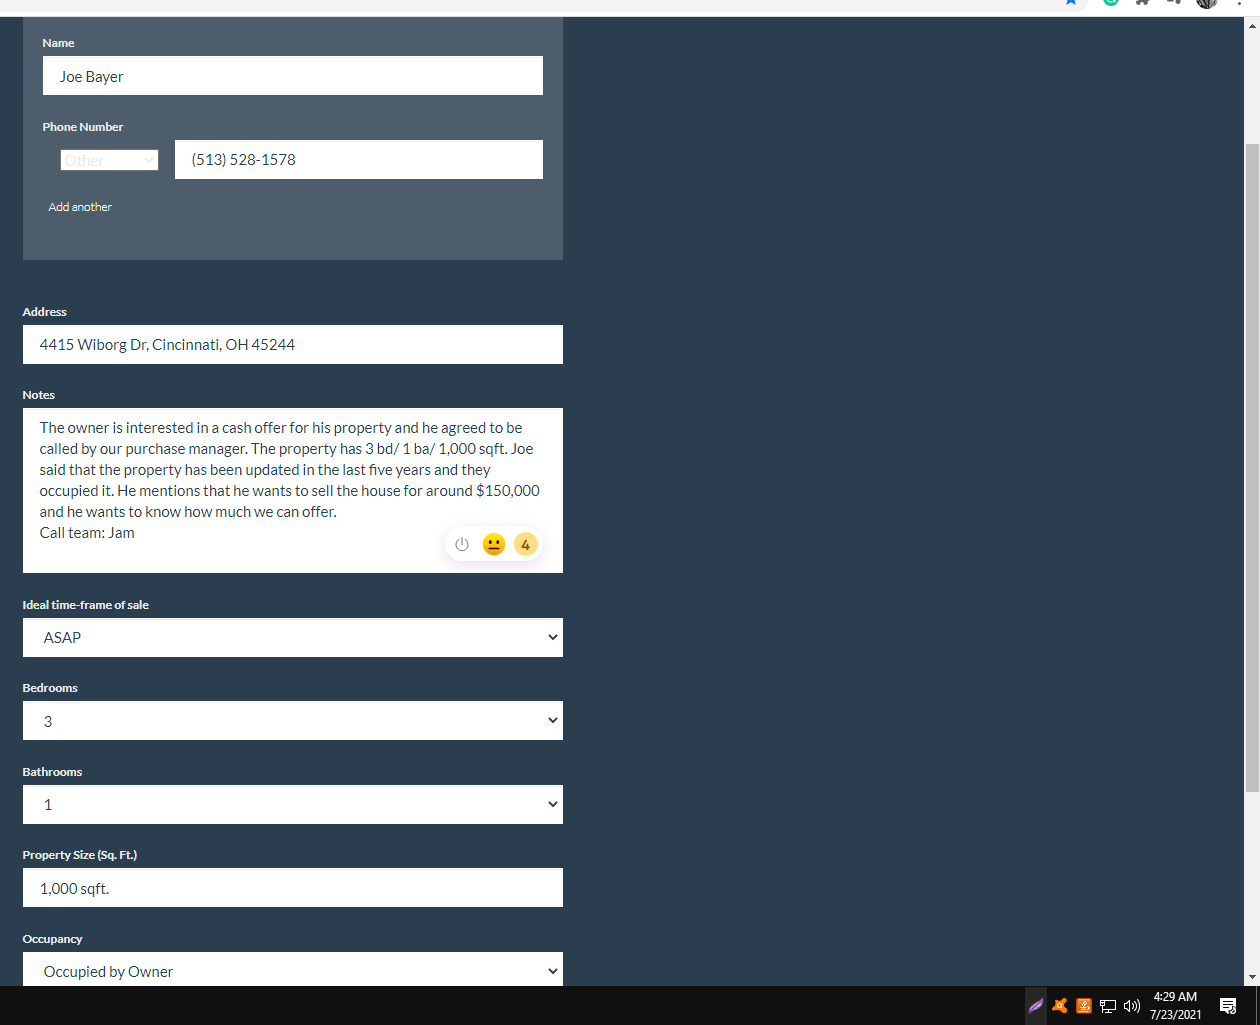 Name
Joe Bayer
Phone Number
Other
(513) 528-1578
Add another
Address
4415 Wiborg Dr, Cincinnati, OH 45244
Notes
The owner is interested in a cash offer for his property and he agreed to be
called by our purchase manager. The property has 3 bd/ 1 ba/ 1,000 sqft. Joe
said that the property has been updated in the last five years and they
occupied it. He mentions that he wants to sell the house for around $150,000
and he wants to know how much we can offer.
Call team: Jam
4
Ideal time-frame of sale
ASAP
Bedrooms
3
Bathrooms
1
Property Size (Sq. Ft.)
1,000 sqft.
Occupancy
Occupied by Owner
4:29 AM
7/23/2021